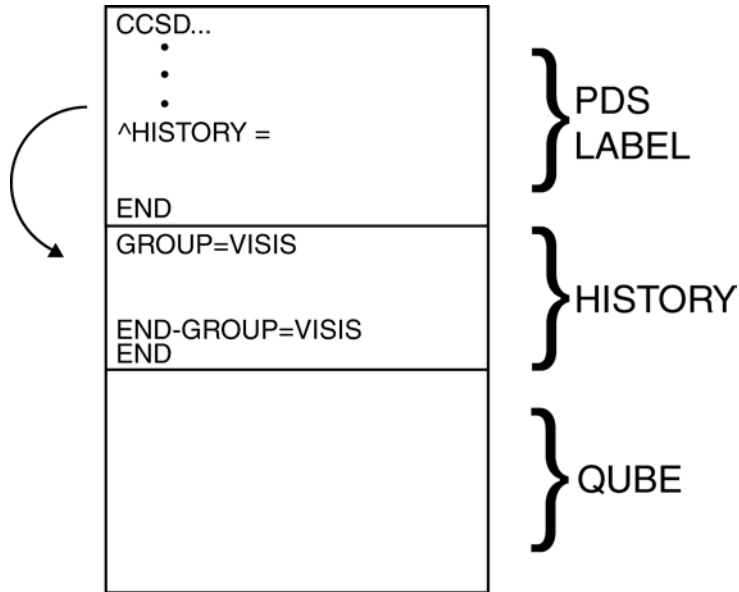 CCSD...
^HISTORY =
END
PDS
LABEL
GROUP=VISIS
END-GROUP=VISIS
END
HISTORY
QUBE